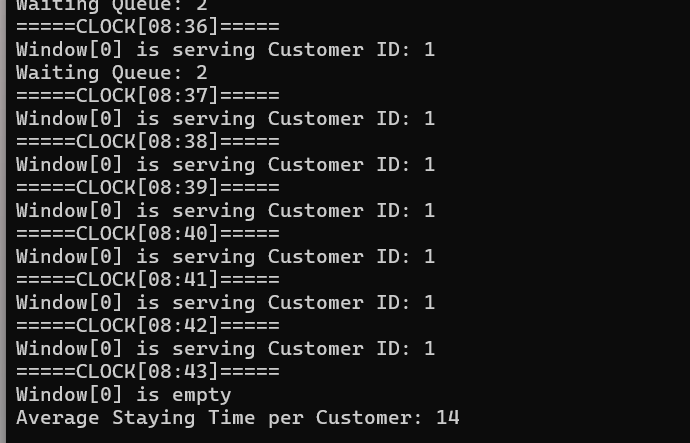 Waiting Queue: 2
=====CLOCK[08:36]=====
Window[0] is serving Customer ID: 1
Waiting Queue: 2
=====CLOCK[08:37]=====
Window[0] is serving Customer ID: 1
=====CLOCK[08:38]=====
Window[0] is serving Customer ID: 1
=====CLOCK[08:39]=====
Window[0] is serving Customer ID: 1
=====CLOCK[08:40]=====
Window[0] is serving Customer ID: 1
=====CLOCK[08:41]=====
Window[0] is serving Customer ID: 1
=====CLOCK[08:42]=====
Window[0] is serving Customer ID: 1
=====CLOCK[08:43]=====
Window[0] is empty
Average Staying Time per Customer: 14